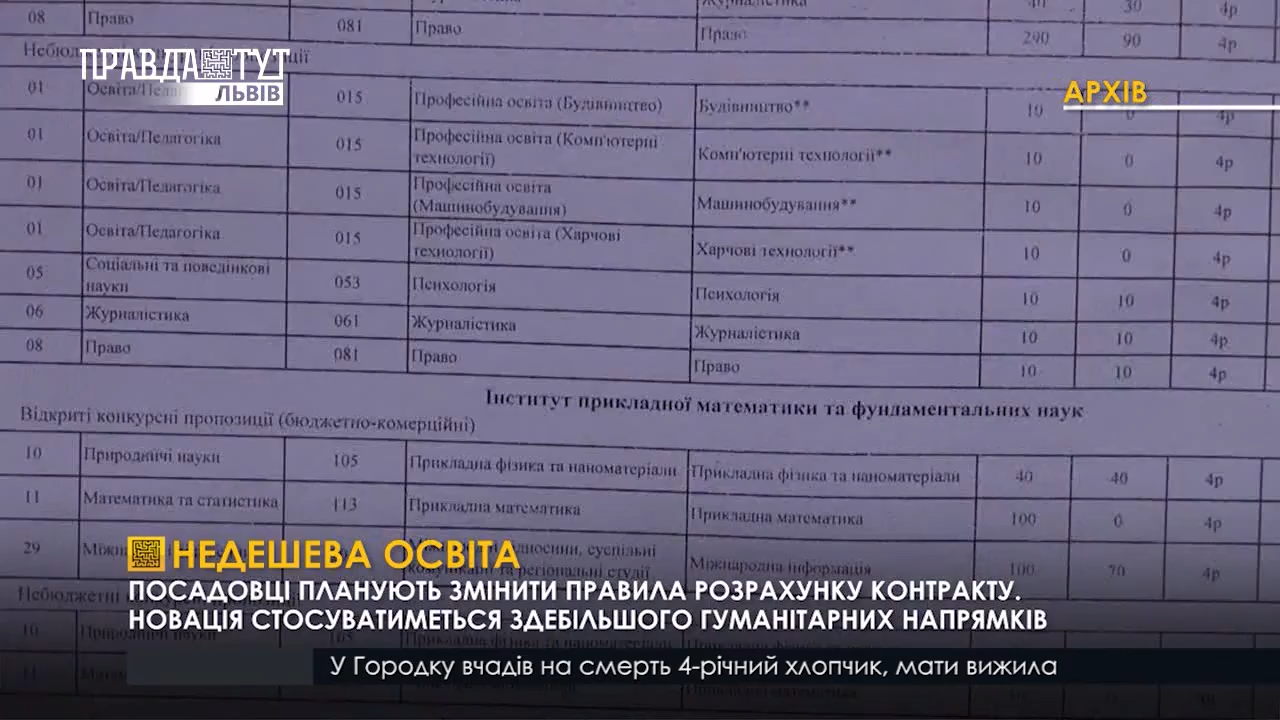 08 Право 081 Право Право 290 90 4р
ПРАВДА ТУТ
ЛЬВІВ
АРХІВ
01 015 Професійна освіта (Будівництво) Будівництво** 10 0 4р
01 Освіта/Педагогіка 015 Професійна освіта (Комп'ютерні технології) Комп'ютерні технології** 10 0 4р
01 Освіта/Педагогіка 015 Професійна освіта (Машинобудування) Машинобудування** 10 0 4р
01 Освіта/Педагогіка 015 Професійна освіта (Харчові технології) Харчові технології** 10 0 4р
05 Соціальні та поведінкові науки 053 Психологія Психологія 10 10 4р
06 Журналістика 061 Журналістика Журналістика 10 10 4р
08 Право 081 Право Право 10 10 4р
Інститут прикладної математики та фундаментальних наук
Відкриті конкурсні пропозиції (бюджетно-комерційні)
10 Природничі науки 105 Прикладна фізика та наноматеріали Прикладна фізика та наноматеріали 40 40 4р
11 Математика та статистика 113 Прикладна математика Прикладна математика 100 0 4р
29 суспільні комунікації та регіональні студії Міжнародна інформація 100 70 4р
НЕДЕШЕВА ОСВІТА
ПОСАДОВЦІ ПЛАНУЮТЬ ЗМІНИТИ ПРАВИЛА РОЗРАХУНКУ КОНТРАКТУ.
НОВАЦІЯ СТОСУВАТИМЕТЬСЯ ЗДЕБІЛЬШОГО ГУМАНІТАРНИХ НАПРЯМКІВ
У Городку вчадів на смерть 4-річний хлопчик, мати вижила